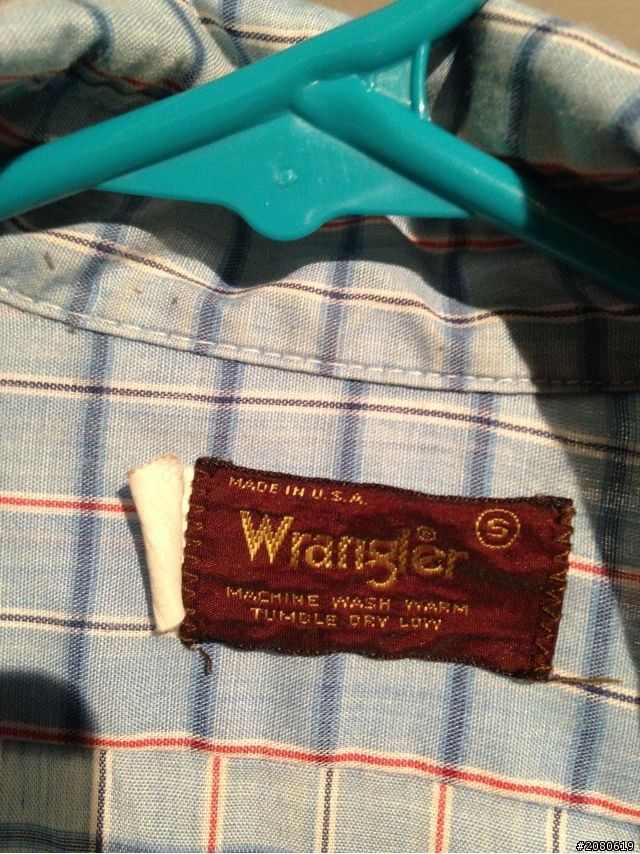 MADE IN U.S.A.
Wrangler®
S
MACHINE WASH WARM
TUMBLE DRY LOW
#2080619